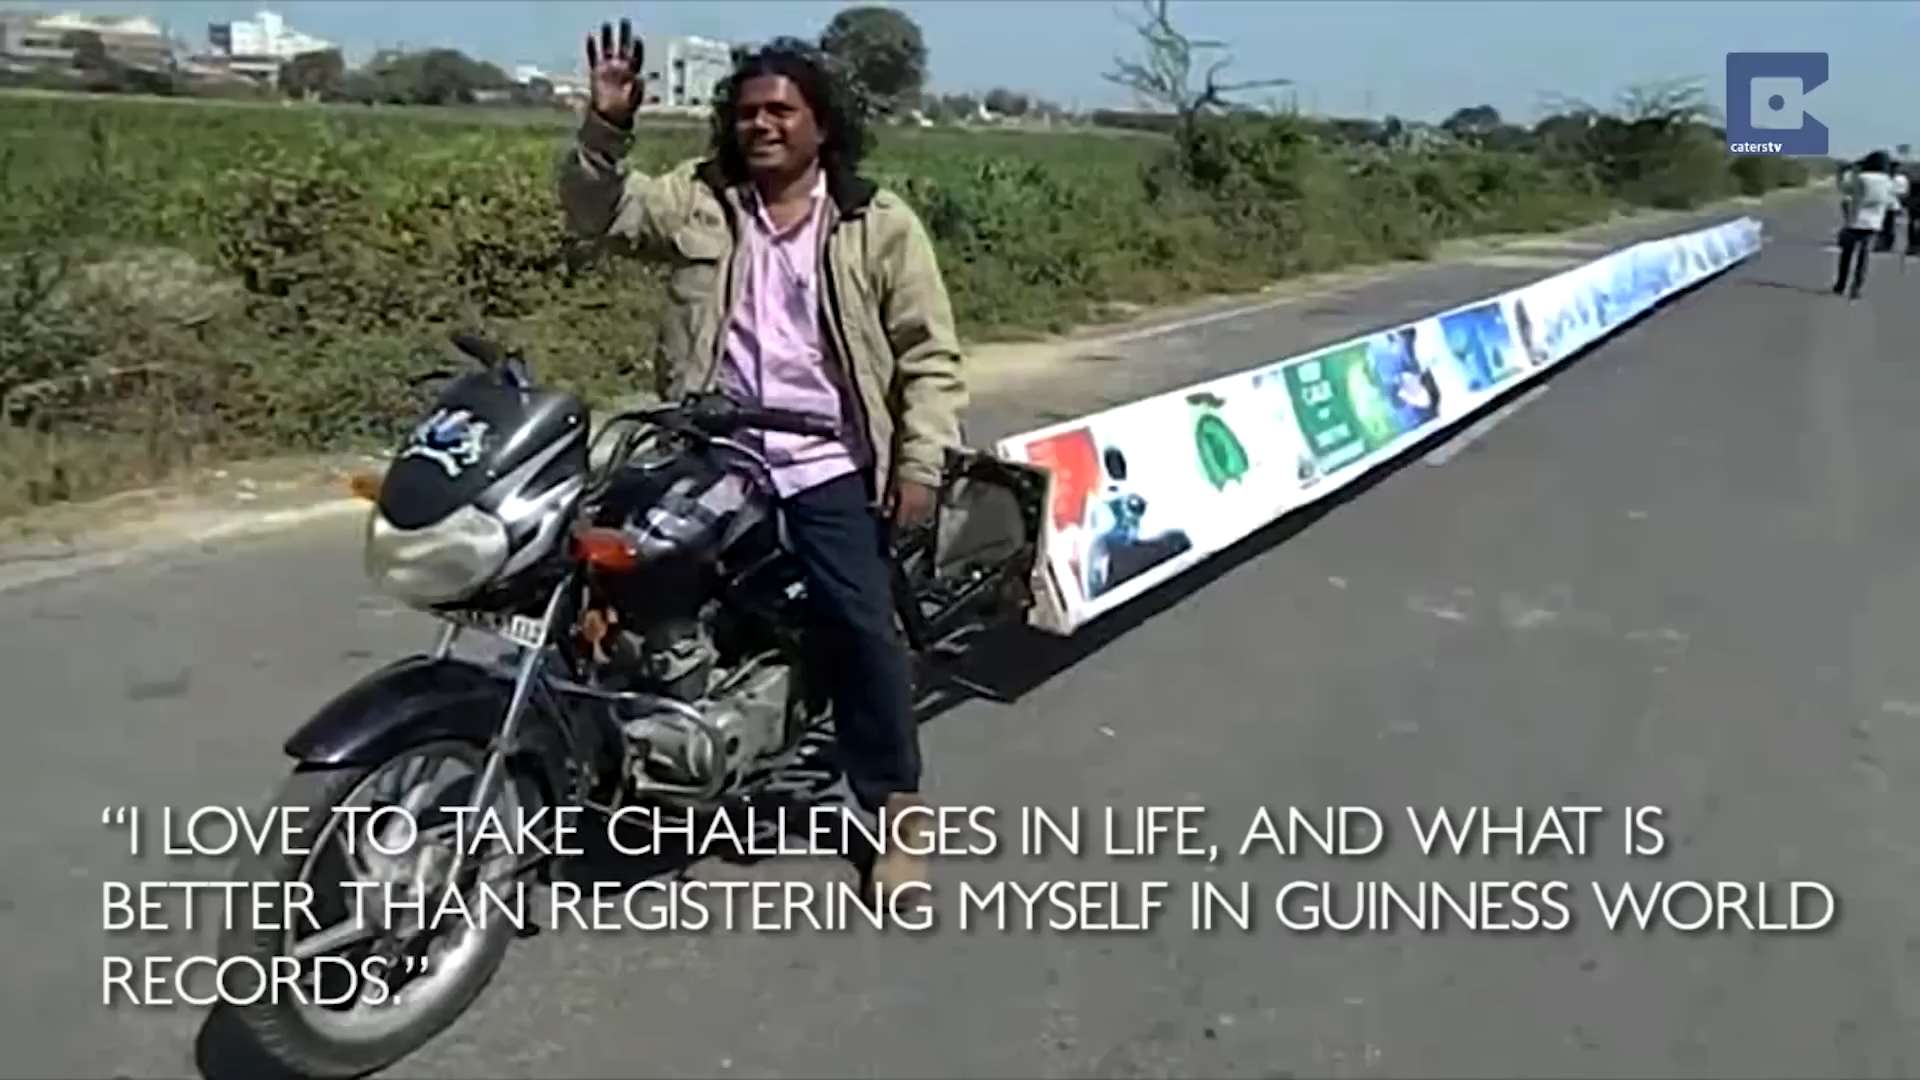 caterstv
“I LOVE TO TAKE CHALLENGES IN LIFE, AND WHAT IS
BETTER THAN REGISTERING MYSELF IN GUINNESS WORLD
RECORDS.”